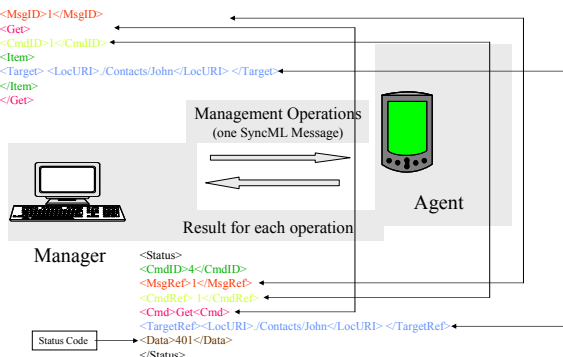 <MsgID>1</MsgID>
<Get>
<CmdID>1</CmdID>
<Item>
<Target> <LocURI>./Contacts/John</LocURI> </Target>
</Item>
</Get>
Management Operations
(one SyncML Message)
Agent
Result for each operation
Manager
<Status>
<CmdID>4</CmdID>
<MsgRef>1</MsgRef>
<CmdRef> 1</CmdRef>
<Cmd>Get<Cmd>
<TargetRef><LocURI>./Contacts/John</LocURI> </TargetRef>
Status Code
<Data>401</Data>
</Status>